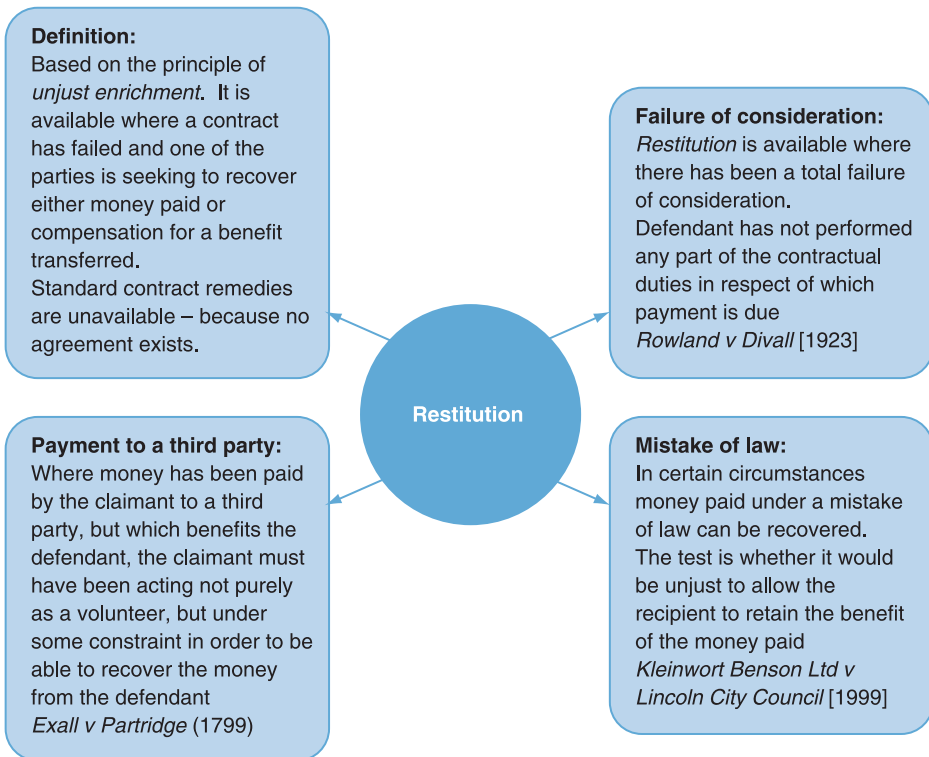 Definition:
Based on the principle of
unjust enrichment. It is
available where a contract
has failed and one of the
parties is seeking to recover
either money paid or
compensation for a benefit
transferred.
Standard contract remedies
are unavailable – because no
agreement exists.
Failure of consideration:
Restitution is available where
there has been a total failure
of consideration.
Defendant has not performed
any part of the contractual
duties in respect of which
payment is due
Rowland v Divall [1923]
Restitution
Payment to a third party:
Where money has been paid
by the claimant to a third
party, but which benefits the
defendant, the claimant must
have been acting not purely
as a volunteer, but under
some constraint in order to be
able to recover the money
from the defendant
Exall v Partridge (1799)
Mistake of law:
In certain circumstances
money paid under a mistake
of law can be recovered.
The test is whether it would
be unjust to allow the
recipient to retain the benefit
of the money paid
Kleinwort Benson Ltd v
Lincoln City Council [1999]